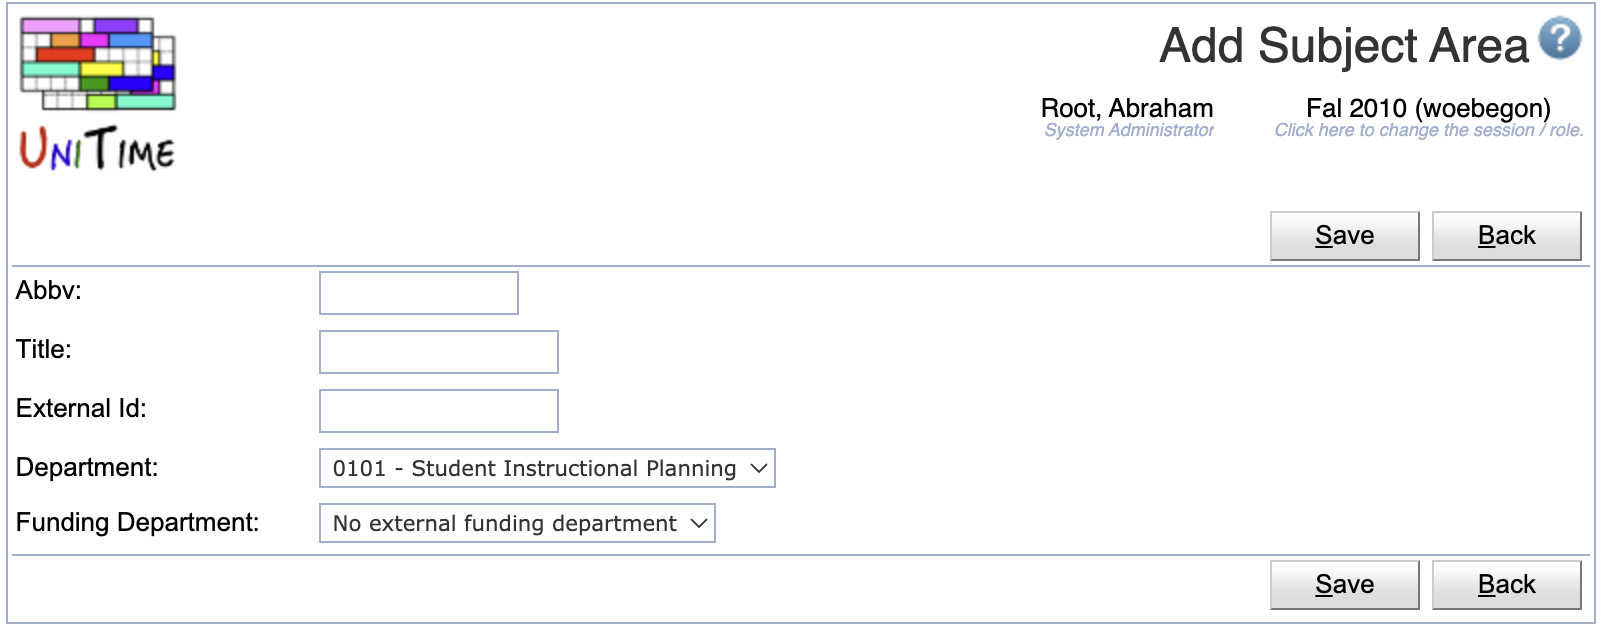 Add Subject Area ?
Root, Abraham Fal 2010 (woebegon)
System Administrator Click here to change the session / role.
UNITIME
Save Back
Abbv:
Title:
External Id:
Department: 0101 - Student Instructional Planning
Funding Department: No external funding department
Save Back